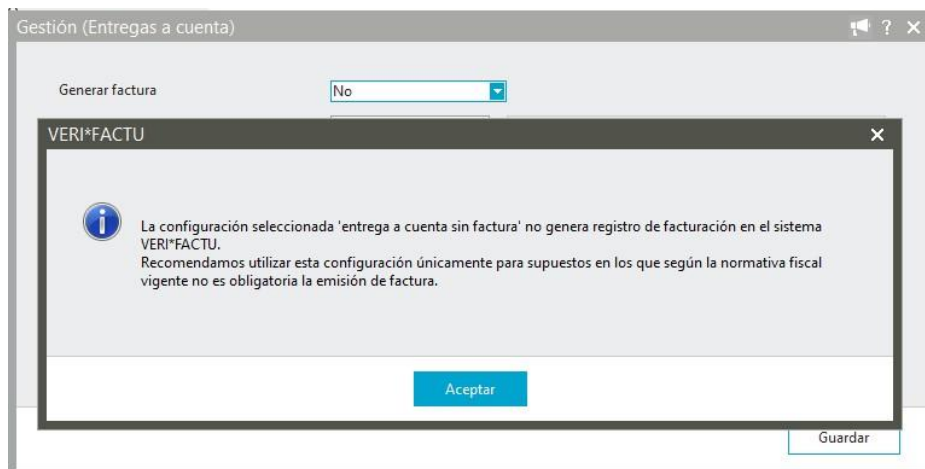 Gestión (Entregas a cuenta)
? ×
Generar factura
No
VERI*FACTU
×
La configuración seleccionada 'entrega a cuenta sin factura' no genera registro de facturación en el sistema
VERI*FACTU.
Recomendamos utilizar esta configuración únicamente para supuestos en los que según la normativa fiscal
vigente no es obligatoria la emisión de factura.
Aceptar
Guardar